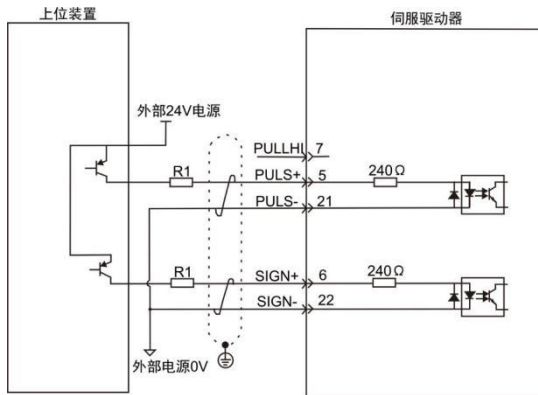 上位装置
伺服驱动器
外部24V电源
PULLHI 7
R1 PULS+ 5 240Ω
PULS- 21
R1 SIGN+ 6 240Ω
SIGN- 22
外部电源0V